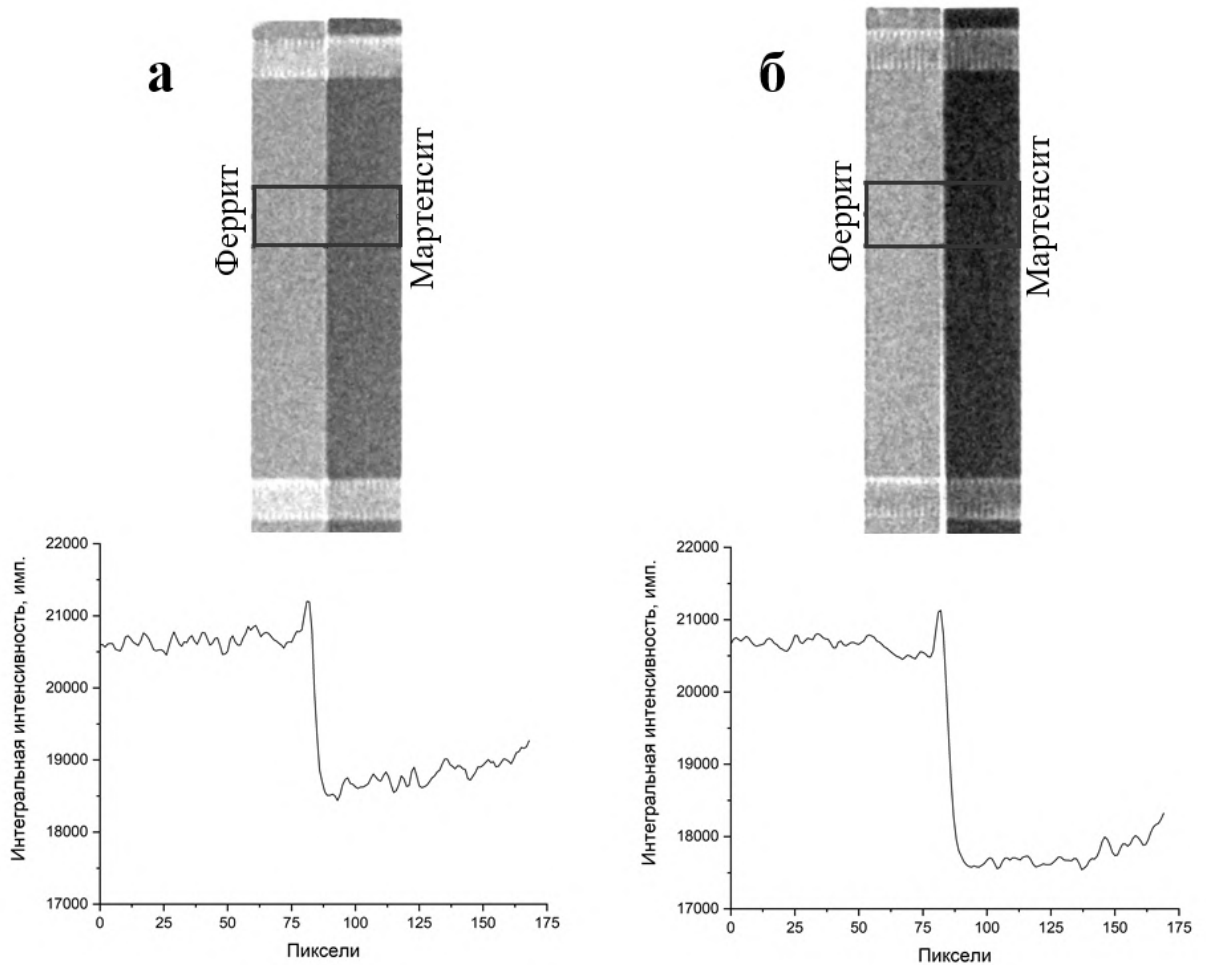 а
Феррит
Мартенсит
Интегральная интенсивность, имп.
22000
21000
20000
19000
18000
17000
0 25 50 75 100 125 150 175
Пиксели
б
Феррит
Мартенсит
Интегральная интенсивность, имп.
22000
21000
20000
19000
18000
17000
0 25 50 75 100 125 150 175
Пиксели